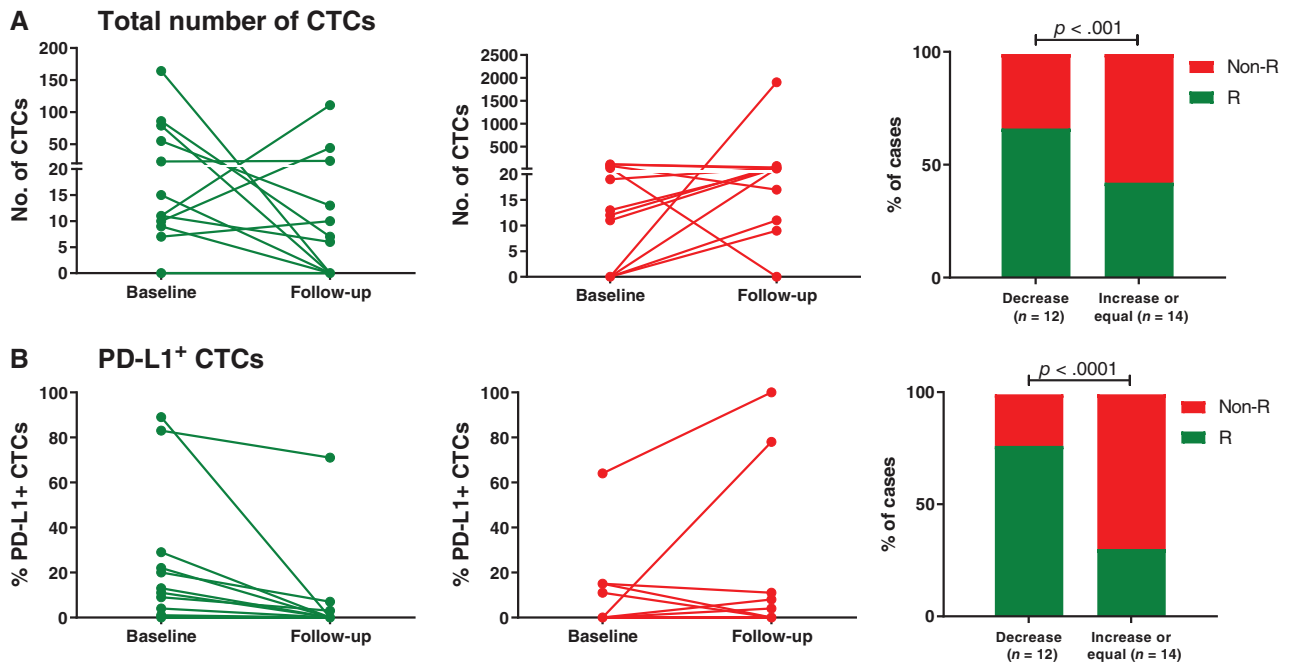 A Total number of CTCs
No. of CTCs
200
150
100
50
20
15
10
5
0
Baseline Follow-up
No. of CTCs
2500
2000
1500
1000
500
20
15
10
5
0
Baseline Follow-up
p < .001
% of cases
100
50
0
Non-R
R
Decrease
(n = 12)
Increase or
equal (n = 14)
B PD-L1+ CTCs
% PD-L1+ CTCs
100
80
60
40
20
0
Baseline Follow-up
% PD-L1+ CTCs
100
80
60
40
20
0
Baseline Follow-up
p < .0001
% of cases
100
50
0
Non-R
R
Decrease
(n = 12)
Increase or
equal (n = 14)